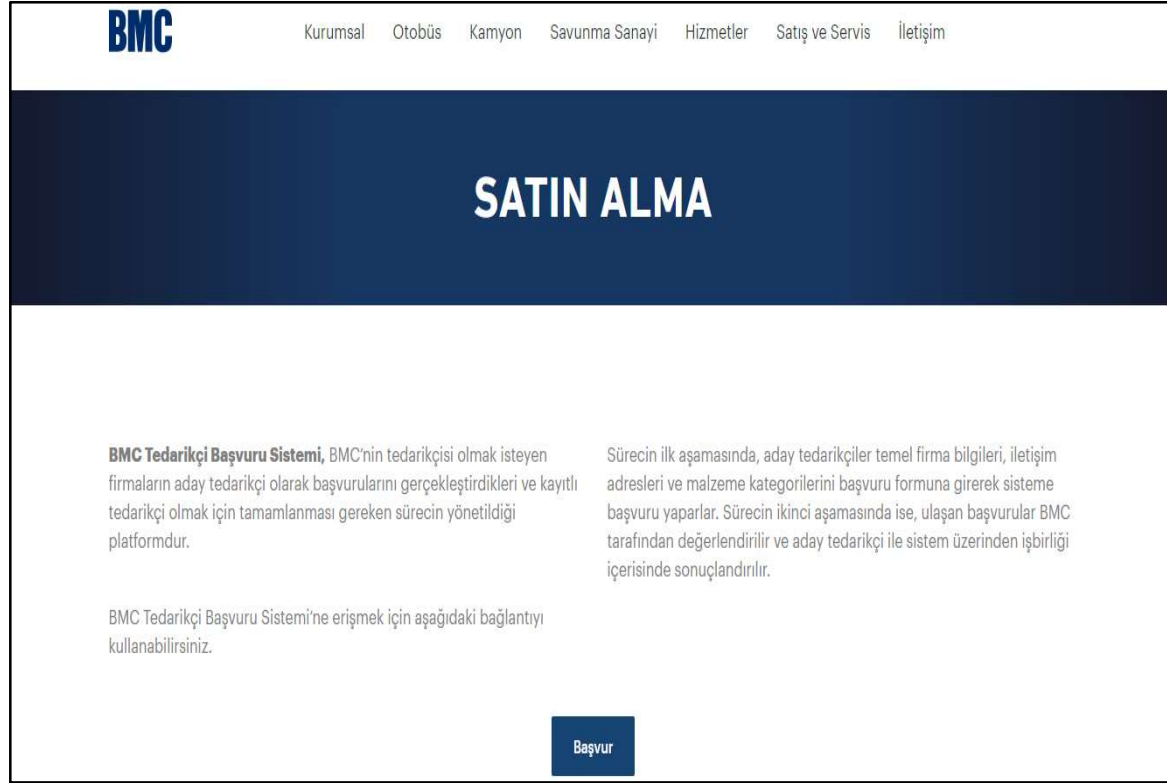 BMC
Kurumsal Otobüs Kamyon Savunma Sanayi Hizmetler Satış ve Servis İletişim
SATIN ALMA
BMC Tedarikçi Başvuru Sistemi, BMC'nin tedarikçisi olmak isteyen
firmaların aday tedarikçi olarak başvurularını gerçekleştirdikleri ve kayıtlı
tedarikçi olmak için tamamlanması gereken sürecin yönetildiği
platformdur.
BMC Tedarikçi Başvuru Sistemi'ne erişmek için aşağıdaki bağlantıyı
kullanabilirsiniz.
Sürecin ilk aşamasında, aday tedarikçiler temel firma bilgileri, iletişim
adresleri ve malzeme kategorilerini başvuru formuna girerek sisteme
başvuru yaparlar. Sürecin ikinci aşamasında ise, ulaşan başvurular BMC
tarafından değerlendirilir ve aday tedarikçi ile sistem üzerinden işbirliği
içerisinde sonuçlandırılır.
Başvur